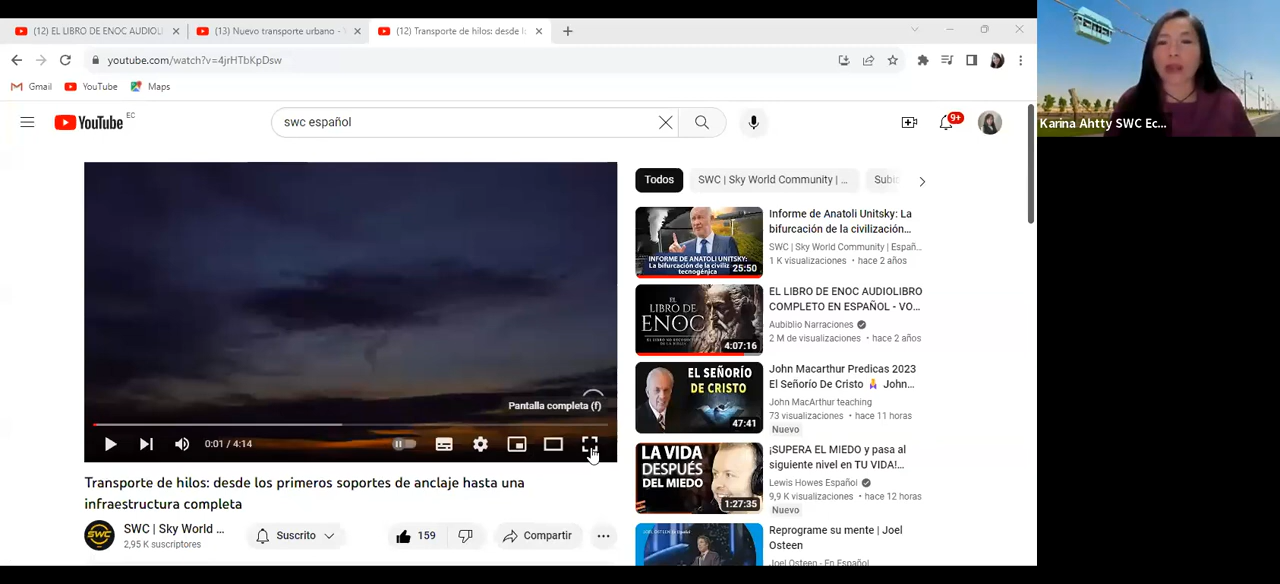 (12) EL LIBRO DE ENOC AUDIOLI
(13) Nuevo transporte urbano -
(12) Transporte de hilos: desde l
youtube.com/watch?v=4jrHTbKpDsw
Gmail
YouTube
Maps
Karina Ahtty SWC Ec...
YouTube EC
swc español
9+
Pantalla completa (f)
0:01 / 4:14
Transporte de hilos: desde los primeros soportes de anclaje hasta una
infraestructura completa
SWC
SWC | Sky World ...
2,95 K suscriptores
Suscrito
159
Compartir
Todos
SWC | Sky World Community | ...
Subi
INFORME DE ANATOLI UNITSKY:
La bifurcación de la civiliz
tecnogénica
25:50
Informe de Anatoli Unitsky: La
bifurcación de la civilización...
SWC | Sky World Community | Españ...
1 K visualizaciones • hace 2 años
EL
LIBRO DE
ENOC
4:07:16
EL LIBRO DE ENOC AUDIOLIBRO
COMPLETO EN ESPAÑOL - VO...
Aubiblio Narraciones
2 M de visualizaciones • hace 2 años
EL SEÑORÍO
DE CRISTO
47:41
John Macarthur Predicas 2023
El Señorío De Cristo 🙏 John...
John MacArthur teaching
73 visualizaciones • hace 11 horas
Nuevo
LA VIDA
DESPUÉS
DEL MIEDO
1:27:35
¡SUPERA EL MIEDO y pasa al
siguiente nivel en TU VIDA!...
Lewis Howes Español
9,9 K visualizaciones • hace 12 horas
Nuevo
Reprograme su mente | Joel
Osteen
Joel Osteen - En Español